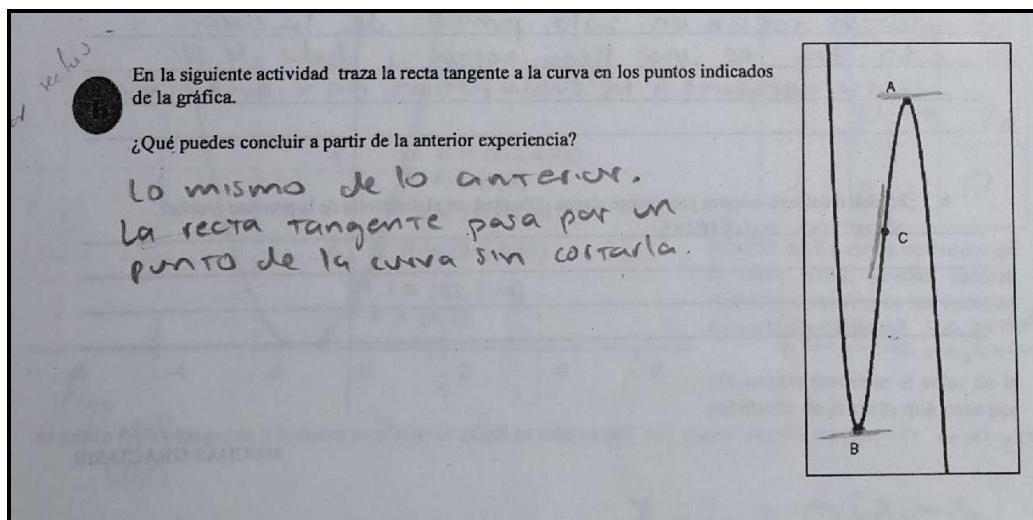 En la siguiente actividad traza la recta tangente a la curva en los puntos indicados
de la gráfica.
¿Qué puedes concluir a partir de la anterior experiencia?
Lo mismo de lo anterior.
La recta tangente pasa por un
punto de la curva sin cortarla.
A
C
B